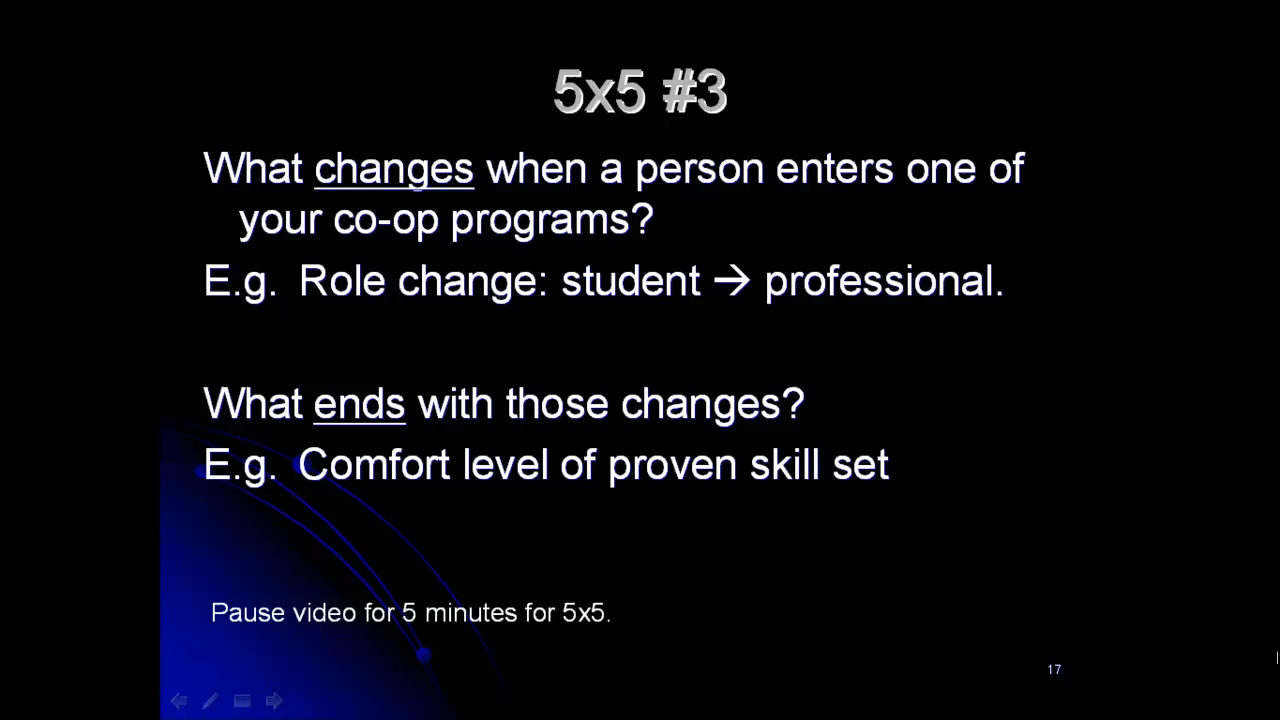 5x5 #3
What changes when a person enters one of
your co-op programs?
E.g. Role change: student → professional.
What ends with those changes?
E.g. Comfort level of proven skill set
Pause video for 5 minutes for 5x5.
17